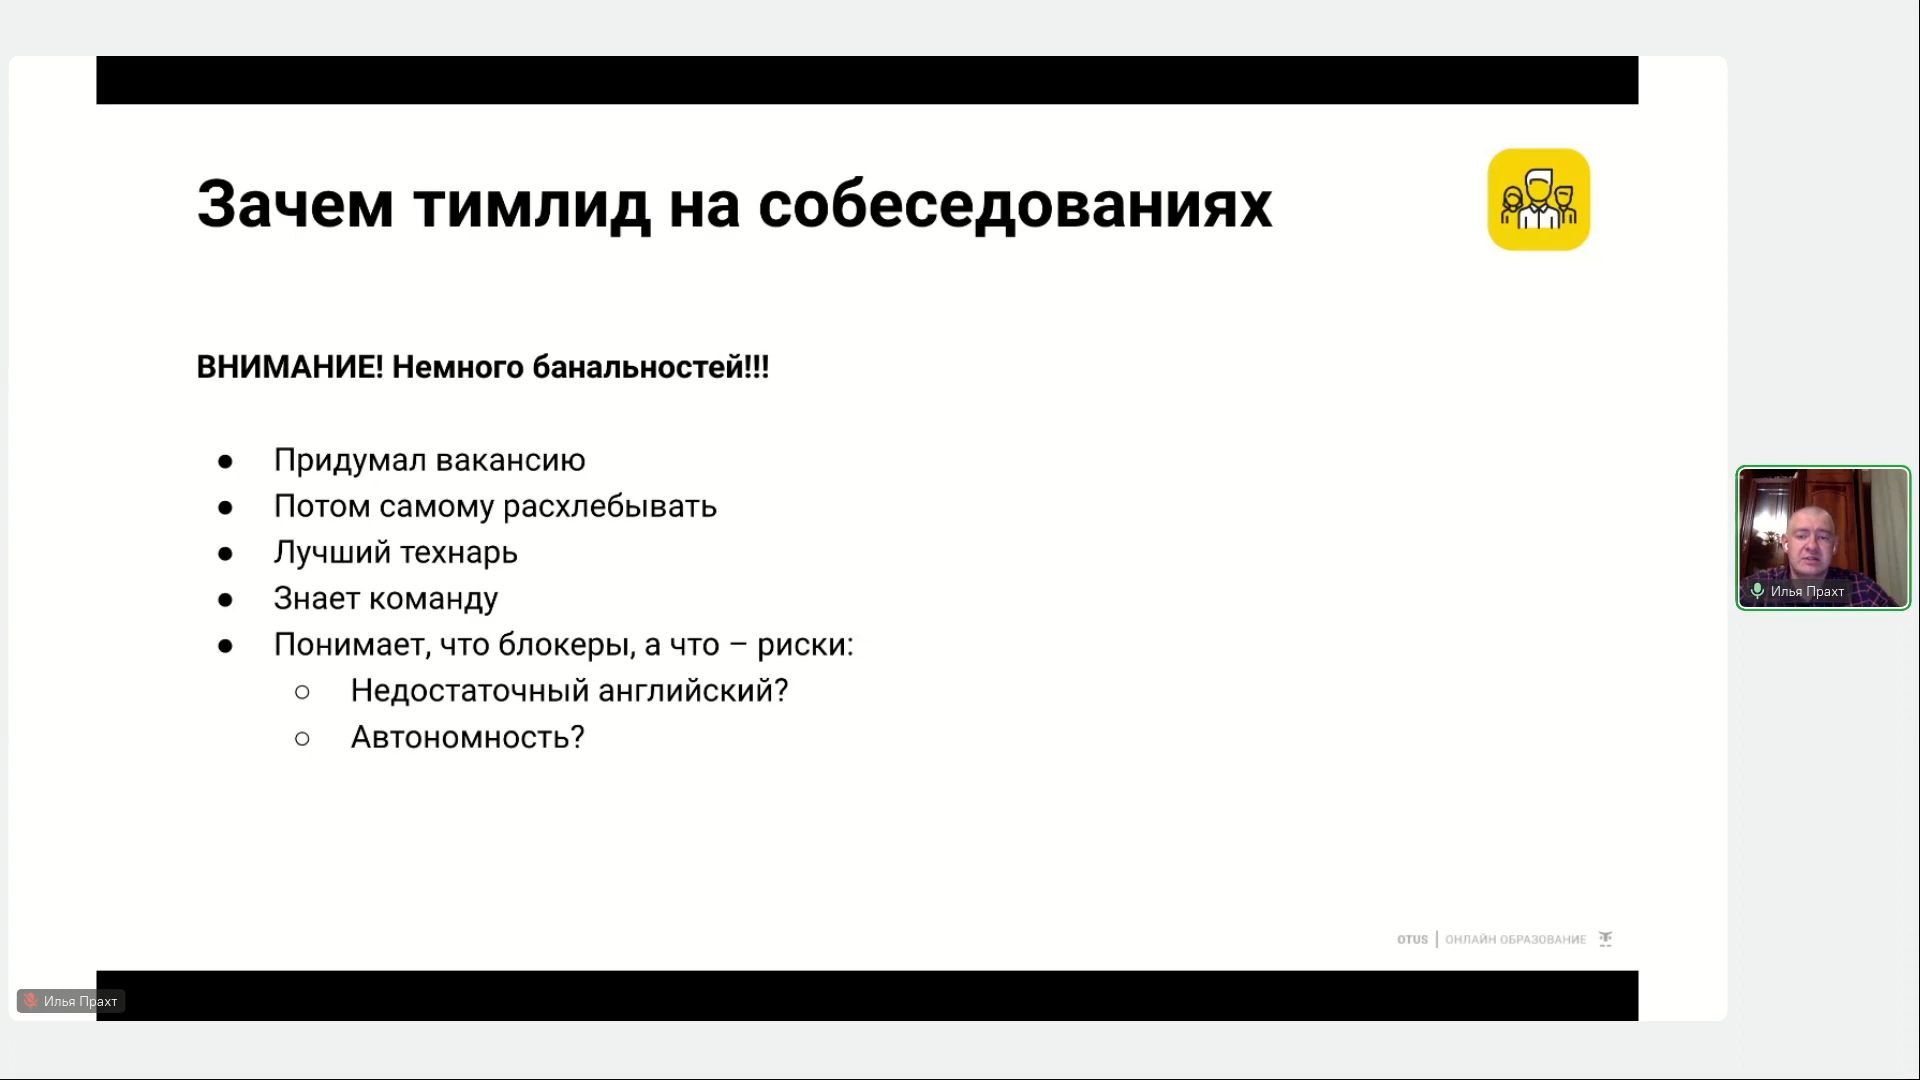 Зачем тимлид на собеседованиях
ВНИМАНИЕ! Немного банальностей!!!
● Придумал вакансию
● Потом самому расхлебывать
● Лучший технарь
● Знает команду
● Понимает, что блокеры, а что – риски:
○ Недостаточный английский?
○ Автономность?
Илья Прахт
OTUS | ОНЛАЙН ОБРАЗОВАНИЕ
Илья Прахт